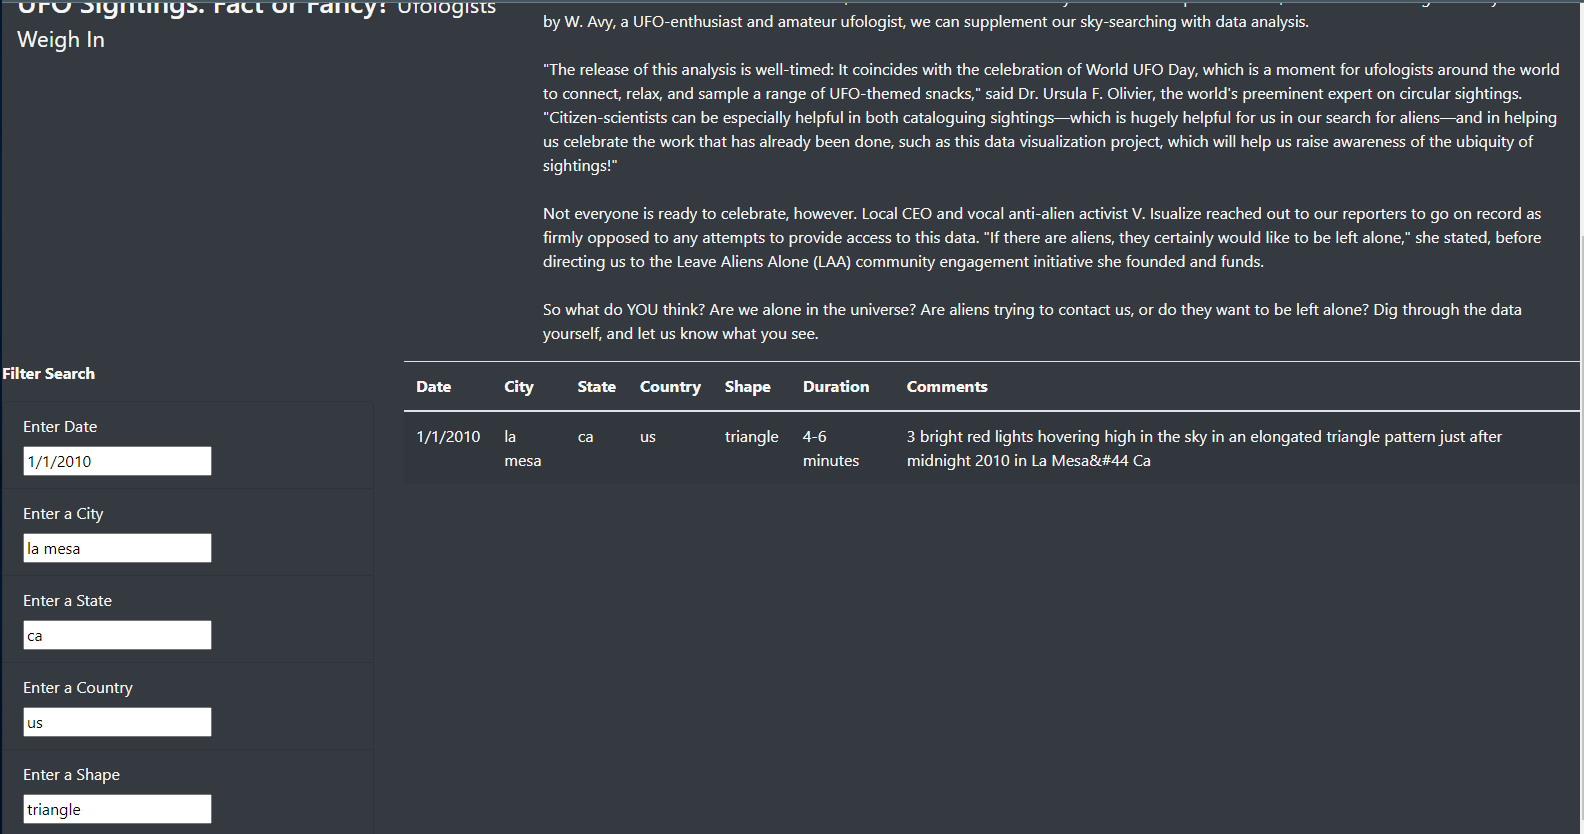 UFO Sightings: Fact or Fancy? Ufologists
Weigh In
by W. Avy, a UFO-enthusiast and amateur ufologist, we can supplement our sky-searching with data analysis.
"The release of this analysis is well-timed: It coincides with the celebration of World UFO Day, which is a moment for ufologists around the world
to connect, relax, and sample a range of UFO-themed snacks," said Dr. Ursula F. Olivier, the world's preeminent expert on circular sightings.
"Citizen-scientists can be especially helpful in both cataloguing sightings—which is hugely helpful for us in our search for aliens—and in helping
us celebrate the work that has already been done, such as this data visualization project, which will help us raise awareness of the ubiquity of
sightings!"
Not everyone is ready to celebrate, however. Local CEO and vocal anti-alien activist V. Isualize reached out to our reporters to go on record as
firmly opposed to any attempts to provide access to this data. "If there are aliens, they certainly would like to be left alone," she stated, before
directing us to the Leave Aliens Alone (LAA) community engagement initiative she founded and funds.
So what do YOU think? Are we alone in the universe? Are aliens trying to contact us, or do they want to be left alone? Dig through the data
yourself, and let us know what you see.
Filter Search
Enter Date
1/1/2010
Enter a City
la mesa
Enter a State
ca
Enter a Country
us
Enter a Shape
triangle
Date City State Country Shape Duration Comments
1/1/2010 la ca us triangle 4-6 3 bright red lights hovering high in the sky in an elongated triangle pattern just after
mesa minutes midnight 2010 in La Mesa&#44 Ca